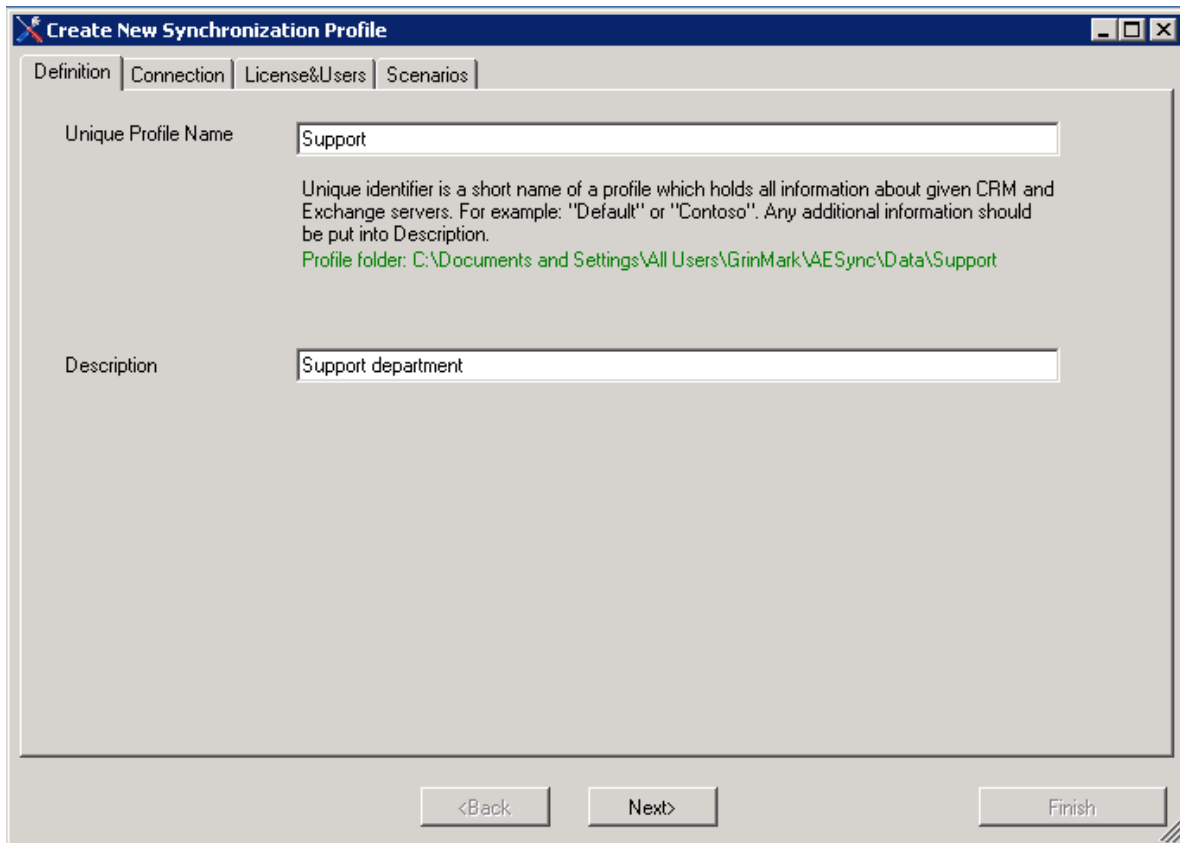 Create New Synchronization Profile
Definition Connection License&Users Scenarios
Unique Profile Name Support
Unique identifier is a short name of a profile which holds all information about given CRM and
Exchange servers. For example: "Default" or "Contoso". Any additional information should
be put into Description.
Profile folder: C:\Documents and Settings\All Users\GrinMark\AESync\Data\Support
Description Support department
<Back Next> Finish